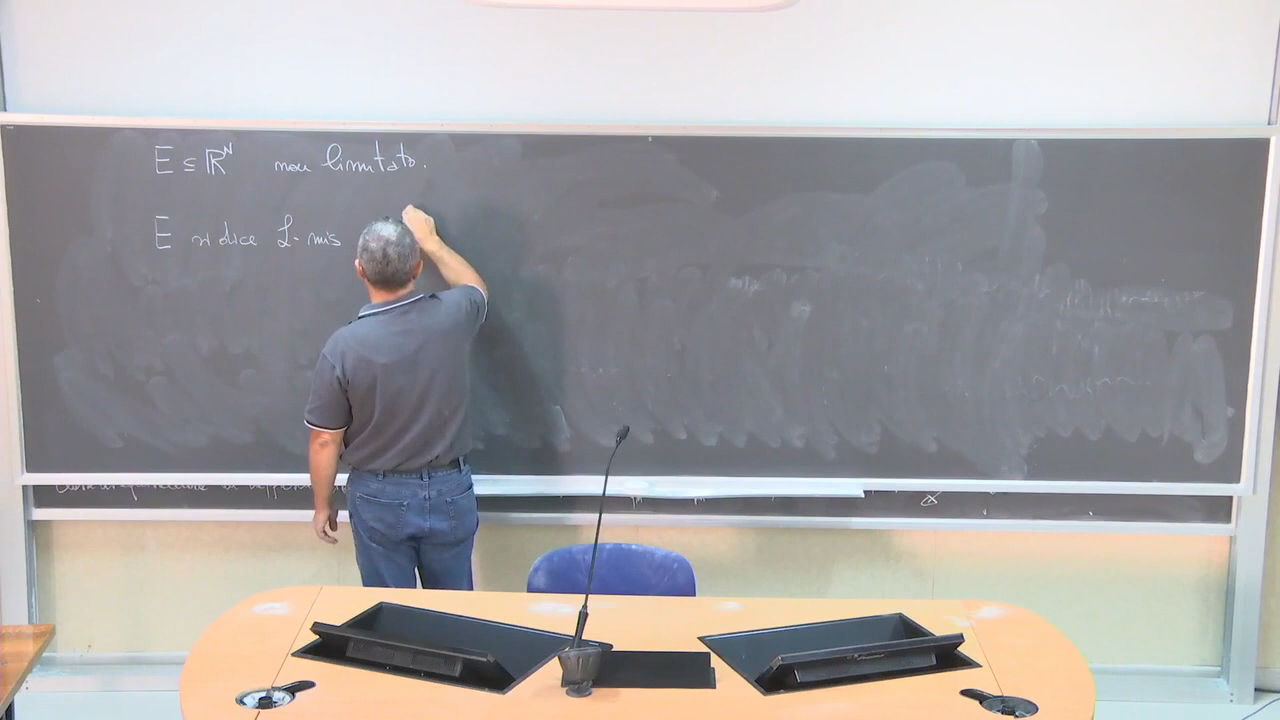 E ⊆ ℝᴺ non limitato.
E si dice L-mis